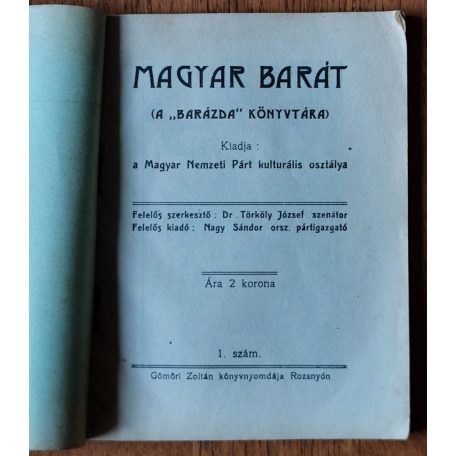 MAGYAR BARÁT
(A „BARÁZDA" KÖNYVTÁRA)
Kiadja :
a Magyar Nemzeti Párt kulturális osztálya
Felelős szerkesztő : Dr Törköly József szenátor
Felelős kiadó : Nagy Sándor orsz. pártigazgató
Ára 2 korona
1. szám.
Gömöri Zoltán könyvnyomdája Rozsnyón